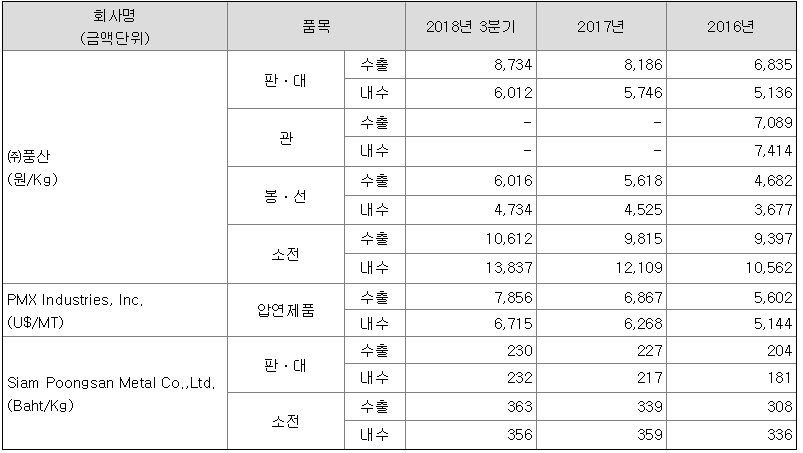 회사명 품목 2018년 3분기 2017년 2016년
(금액단위)
판·대 수출 8,734 8,186 6,835
내수 6,012 5,746 5,136
관 수출 - - 7,089
내수 - - 7,414
㈜풍산
(원/Kg)
봉·선 수출 6,016 5,618 4,682
내수 4,734 4,525 3,677
소전 수출 10,612 9,815 9,397
내수 13,837 12,109 10,562
PMX Industries, Inc. 압연제품 수출 7,856 6,867 5,602
(U$/MT) 내수 6,715 6,268 5,144
판·대 수출 230 227 204
내수 232 217 181
Siam Poongsan Metal Co.,Ltd.
(Baht/Kg)
소전 수출 363 339 308
내수 356 359 336